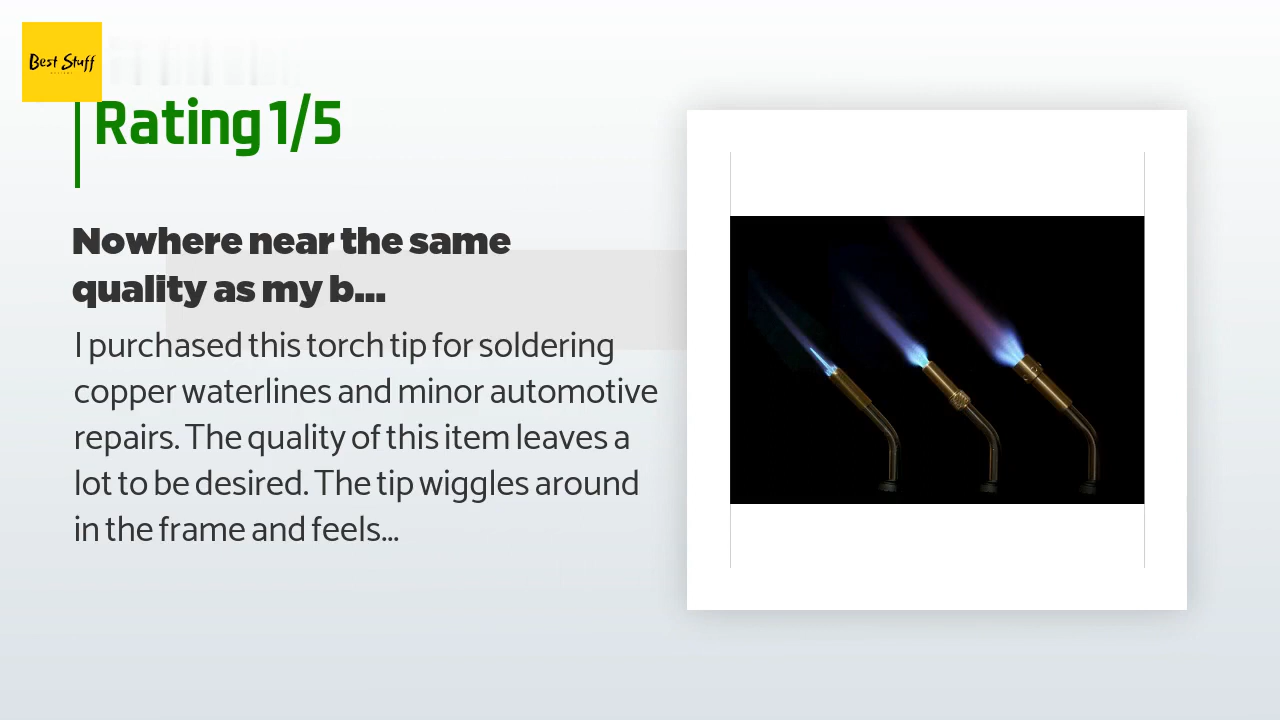 Best Stuff
Rating 1/5
Nowhere near the same
quality as my b...
I purchased this torch tip for soldering
copper waterlines and minor automotive
repairs. The quality of this item leaves a
lot to be desired. The tip wiggles around
in the frame and feels...